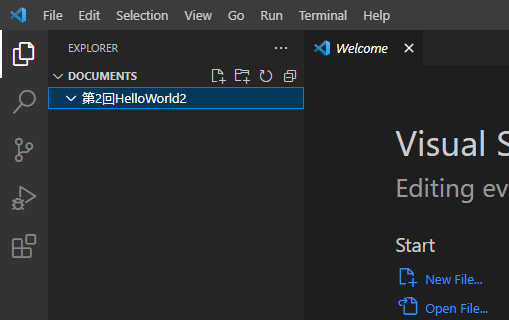 File Edit Selection View Go Run Terminal Help
EXPLORER
Welcome
DOCUMENTS
第2回HelloWorld2
Visual S
Editing ev
Start
New File...
Open File...